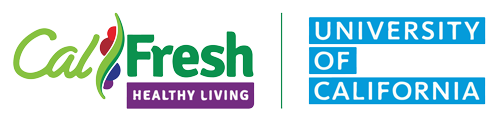 CalFresh
HEALTHY LIVING
UNIVERSITY
OF
CALIFORNIA